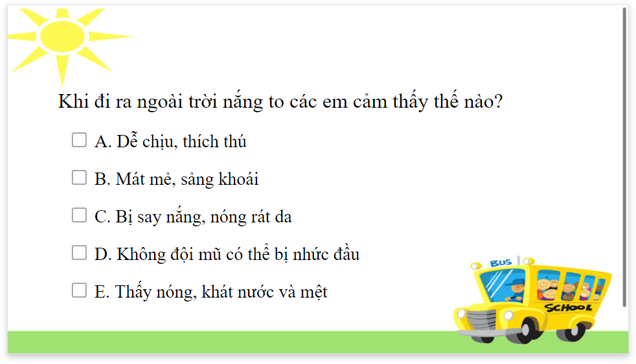 Khi đi ra ngoài trời nắng to các em cảm thấy thế nào?
A. Dễ chịu, thích thú
B. Mát mẻ, sảng khoái
C. Bị say nắng, nóng rát da
D. Không đội mũ có thể bị nhức đầu
E. Thấy nóng, khát nước và mệt
BUS
SCHOOL